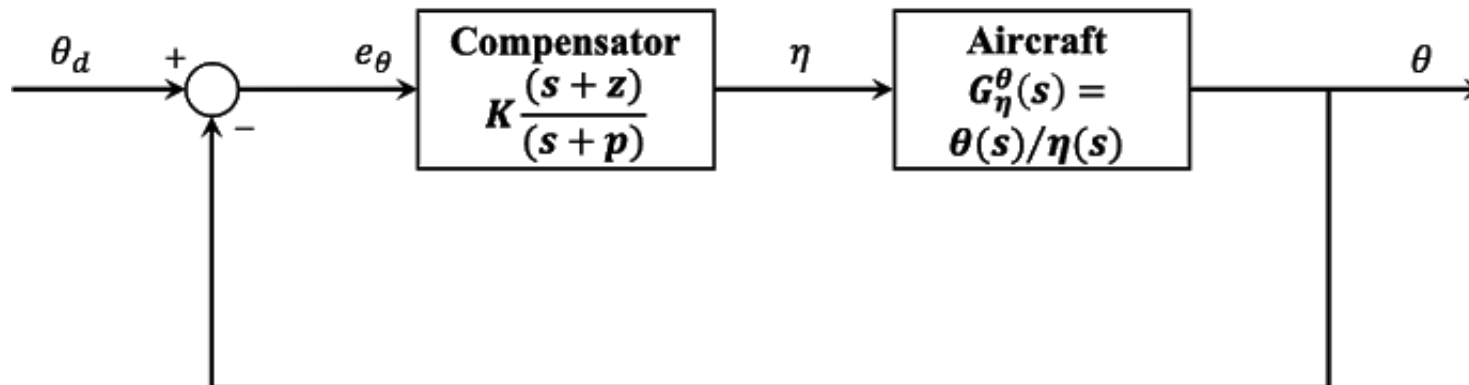 θ_d
+
−
e_θ
Compensator
K (s + z)/(s + p)
η
Aircraft
G_η^θ(s) =
θ(s)/η(s)
θ